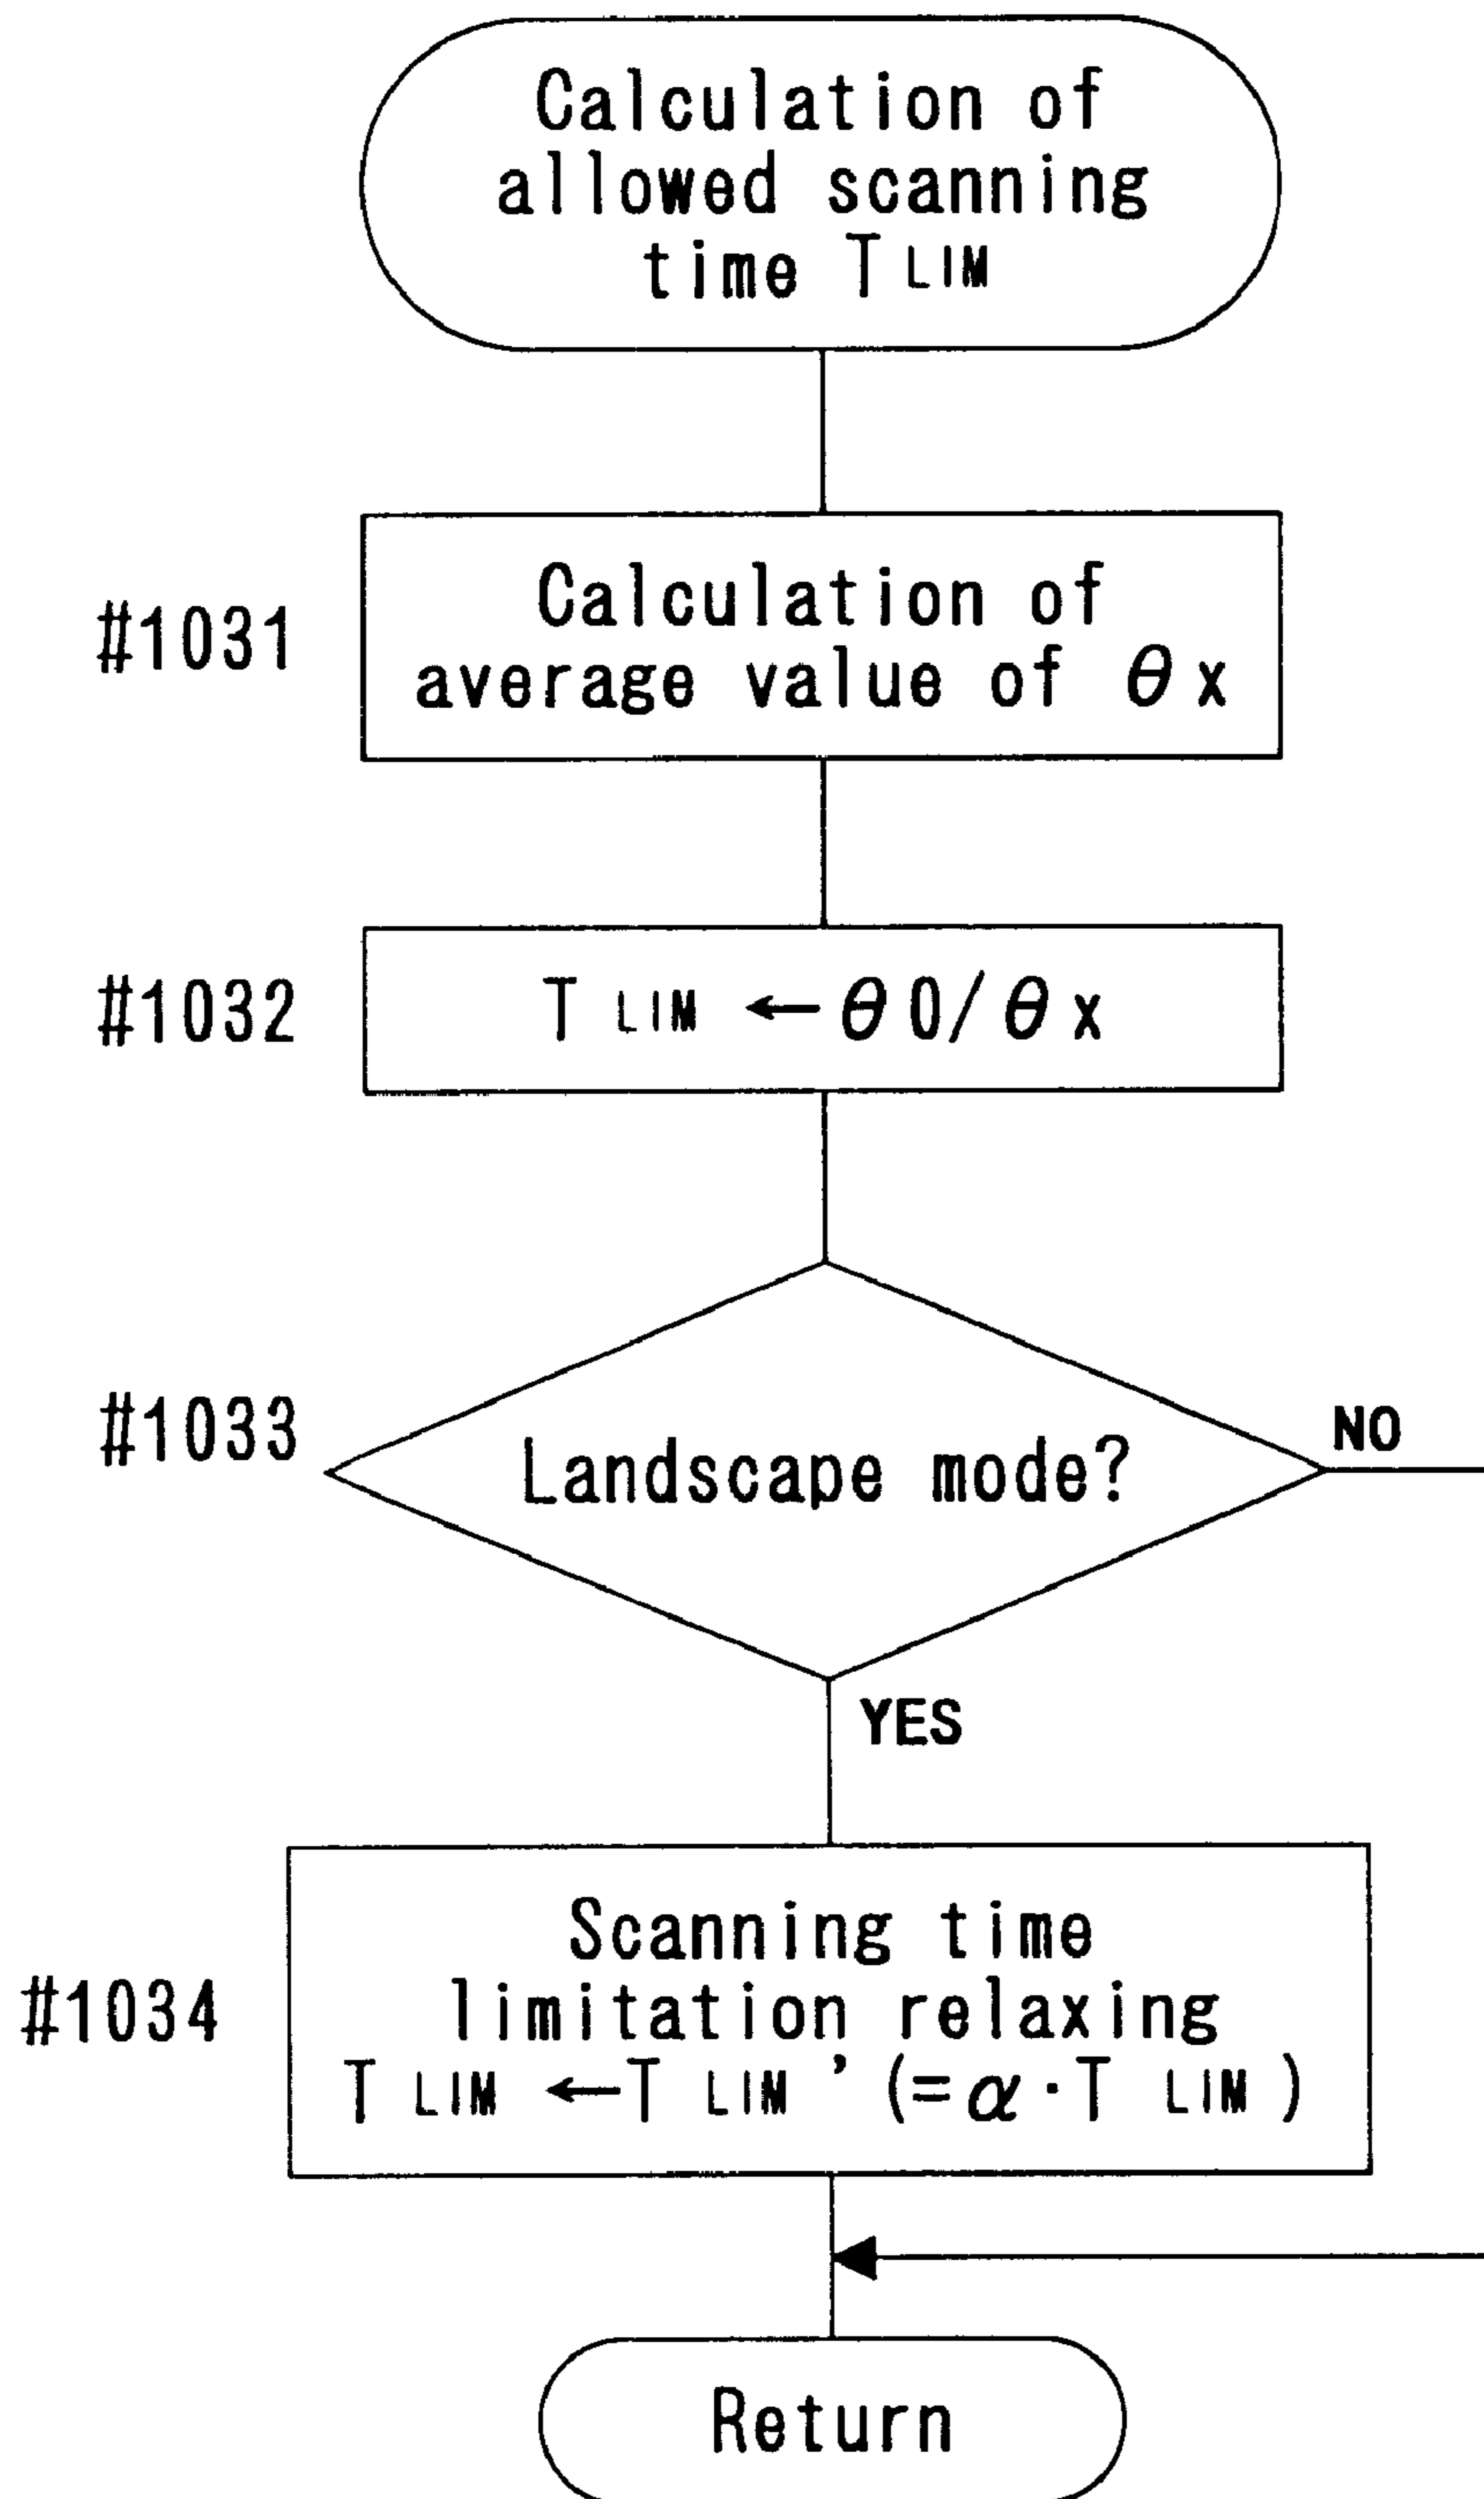 Calculation of
allowed scanning
time TLIM
#1031
Calculation of
average value of θx
#1032
TLIM ←θ0/θx
#1033
Landscape mode?
NO
YES
#1034
Scanning time
limitation relaxing
TLIM ←TLIM' (=α·TLIM)
Return